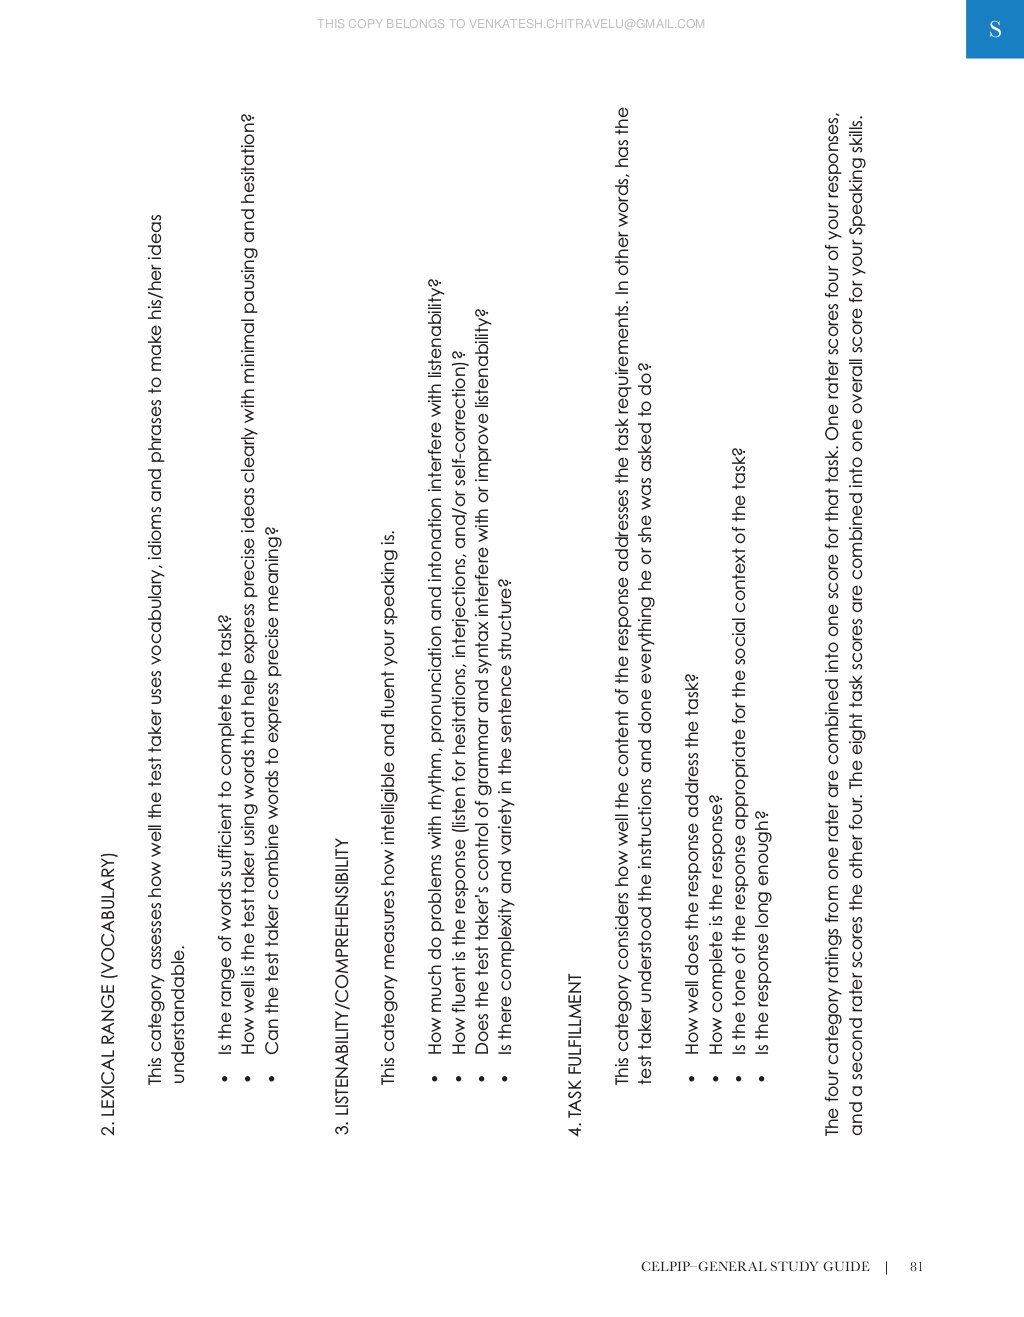 THIS COPY BELONGS TO VENKATESH.CHITRAVELU@GMAIL.COM
S
2. LEXICAL RANGE (VOCABULARY)
This category assesses how well the test taker uses vocabulary, idioms and phrases to make his/her ideas
understandable.
• Is the range of words sufficient to complete the task?
• How well is the test taker using words that help express precise ideas clearly with minimal pausing and hesitation?
• Can the test taker combine words to express precise meaning?
3. LISTENABILITY/COMPREHENSIBILITY
This category measures how intelligible and fluent your speaking is.
• How much do problems with rhythm, pronunciation and intonation interfere with listenability?
• How fluent is the response (listen for hesitations, interjections, and/or self-correction)?
• Does the test taker's control of grammar and syntax interfere with or improve listenability?
• Is there complexity and variety in the sentence structure?
4. TASK FULFILLMENT
This category considers how well the content of the response addresses the task requirements. In other words, has the
test taker understood the instructions and done everything he or she was asked to do?
• How well does the response address the task?
• How complete is the response?
• Is the tone of the response appropriate for the social context of the task?
• Is the response long enough?
The four category ratings from one rater are combined into one score for that task. One rater scores four of your responses,
and a second rater scores the other four. The eight task scores are combined into one overall score for your Speaking skills.
CELPIP–GENERAL STUDY GUIDE | 81